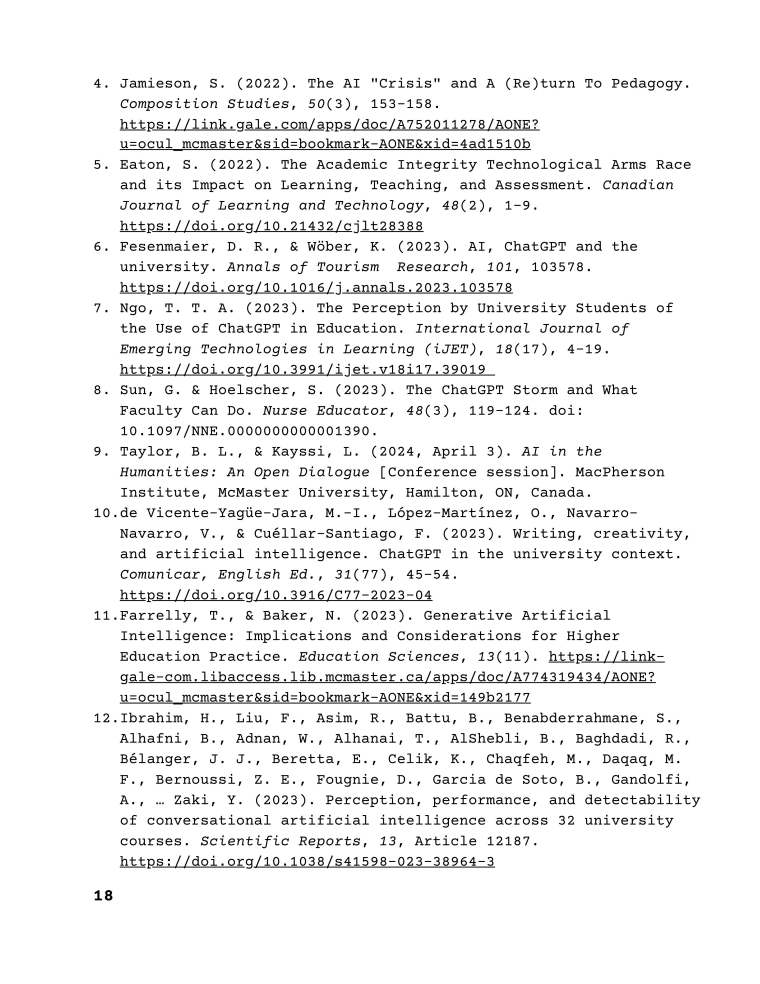 4. Jamieson, S. (2022). The AI "Crisis" and A (Re)turn To Pedagogy.
Composition Studies, 50(3), 153-158.
https://link.gale.com/apps/doc/A752011278/AONE?
u=ocul_mcmaster&sid=bookmark-AONE&xid=4ad1510b
5. Eaton, S. (2022). The Academic Integrity Technological Arms Race
and its Impact on Learning, Teaching, and Assessment. Canadian
Journal of Learning and Technology, 48(2), 1-9.
https://doi.org/10.21432/cjlt28388
6. Fesenmaier, D. R., & Wöber, K. (2023). AI, ChatGPT and the
university. Annals of Tourism  Research, 101, 103578.
https://doi.org/10.1016/j.annals.2023.103578
7. Ngo, T. T. A. (2023). The Perception by University Students of
the Use of ChatGPT in Education. International Journal of
Emerging Technologies in Learning (iJET), 18(17), 4-19.
https://doi.org/10.3991/ijet.v18i17.39019
8. Sun, G. & Hoelscher, S. (2023). The ChatGPT Storm and What
Faculty Can Do. Nurse Educator, 48(3), 119-124. doi:
10.1097/NNE.0000000000001390.
9. Taylor, B. L., & Kayssi, L. (2024, April 3). AI in the
Humanities: An Open Dialogue [Conference session]. MacPherson
Institute, McMaster University, Hamilton, ON, Canada.
10.de Vicente-Yagüe-Jara, M.-I., López-Martínez, O., Navarro-
Navarro, V., & Cuéllar-Santiago, F. (2023). Writing, creativity,
and artificial intelligence. ChatGPT in the university context.
Comunicar, English Ed., 31(77), 45-54.
https://doi.org/10.3916/C77-2023-04
11.Farrelly, T., & Baker, N. (2023). Generative Artificial
Intelligence: Implications and Considerations for Higher
Education Practice. Education Sciences, 13(11). https://link-
gale-com.libaccess.lib.mcmaster.ca/apps/doc/A774319434/AONE?
u=ocul_mcmaster&sid=bookmark-AONE&xid=149b2177
12.Ibrahim, H., Liu, F., Asim, R., Battu, B., Benabderrahmane, S.,
Alhafni, B., Adnan, W., Alhanai, T., AlShebli, B., Baghdadi, R.,
Bélanger, J. J., Beretta, E., Celik, K., Chaqfeh, M., Daqaq, M.
F., Bernoussi, Z. E., Fougnie, D., Garcia de Soto, B., Gandolfi,
A., … Zaki, Y. (2023). Perception, performance, and detectability
of conversational artificial intelligence across 32 university
courses. Scientific Reports, 13, Article 12187.
https://doi.org/10.1038/s41598-023-38964-3
18